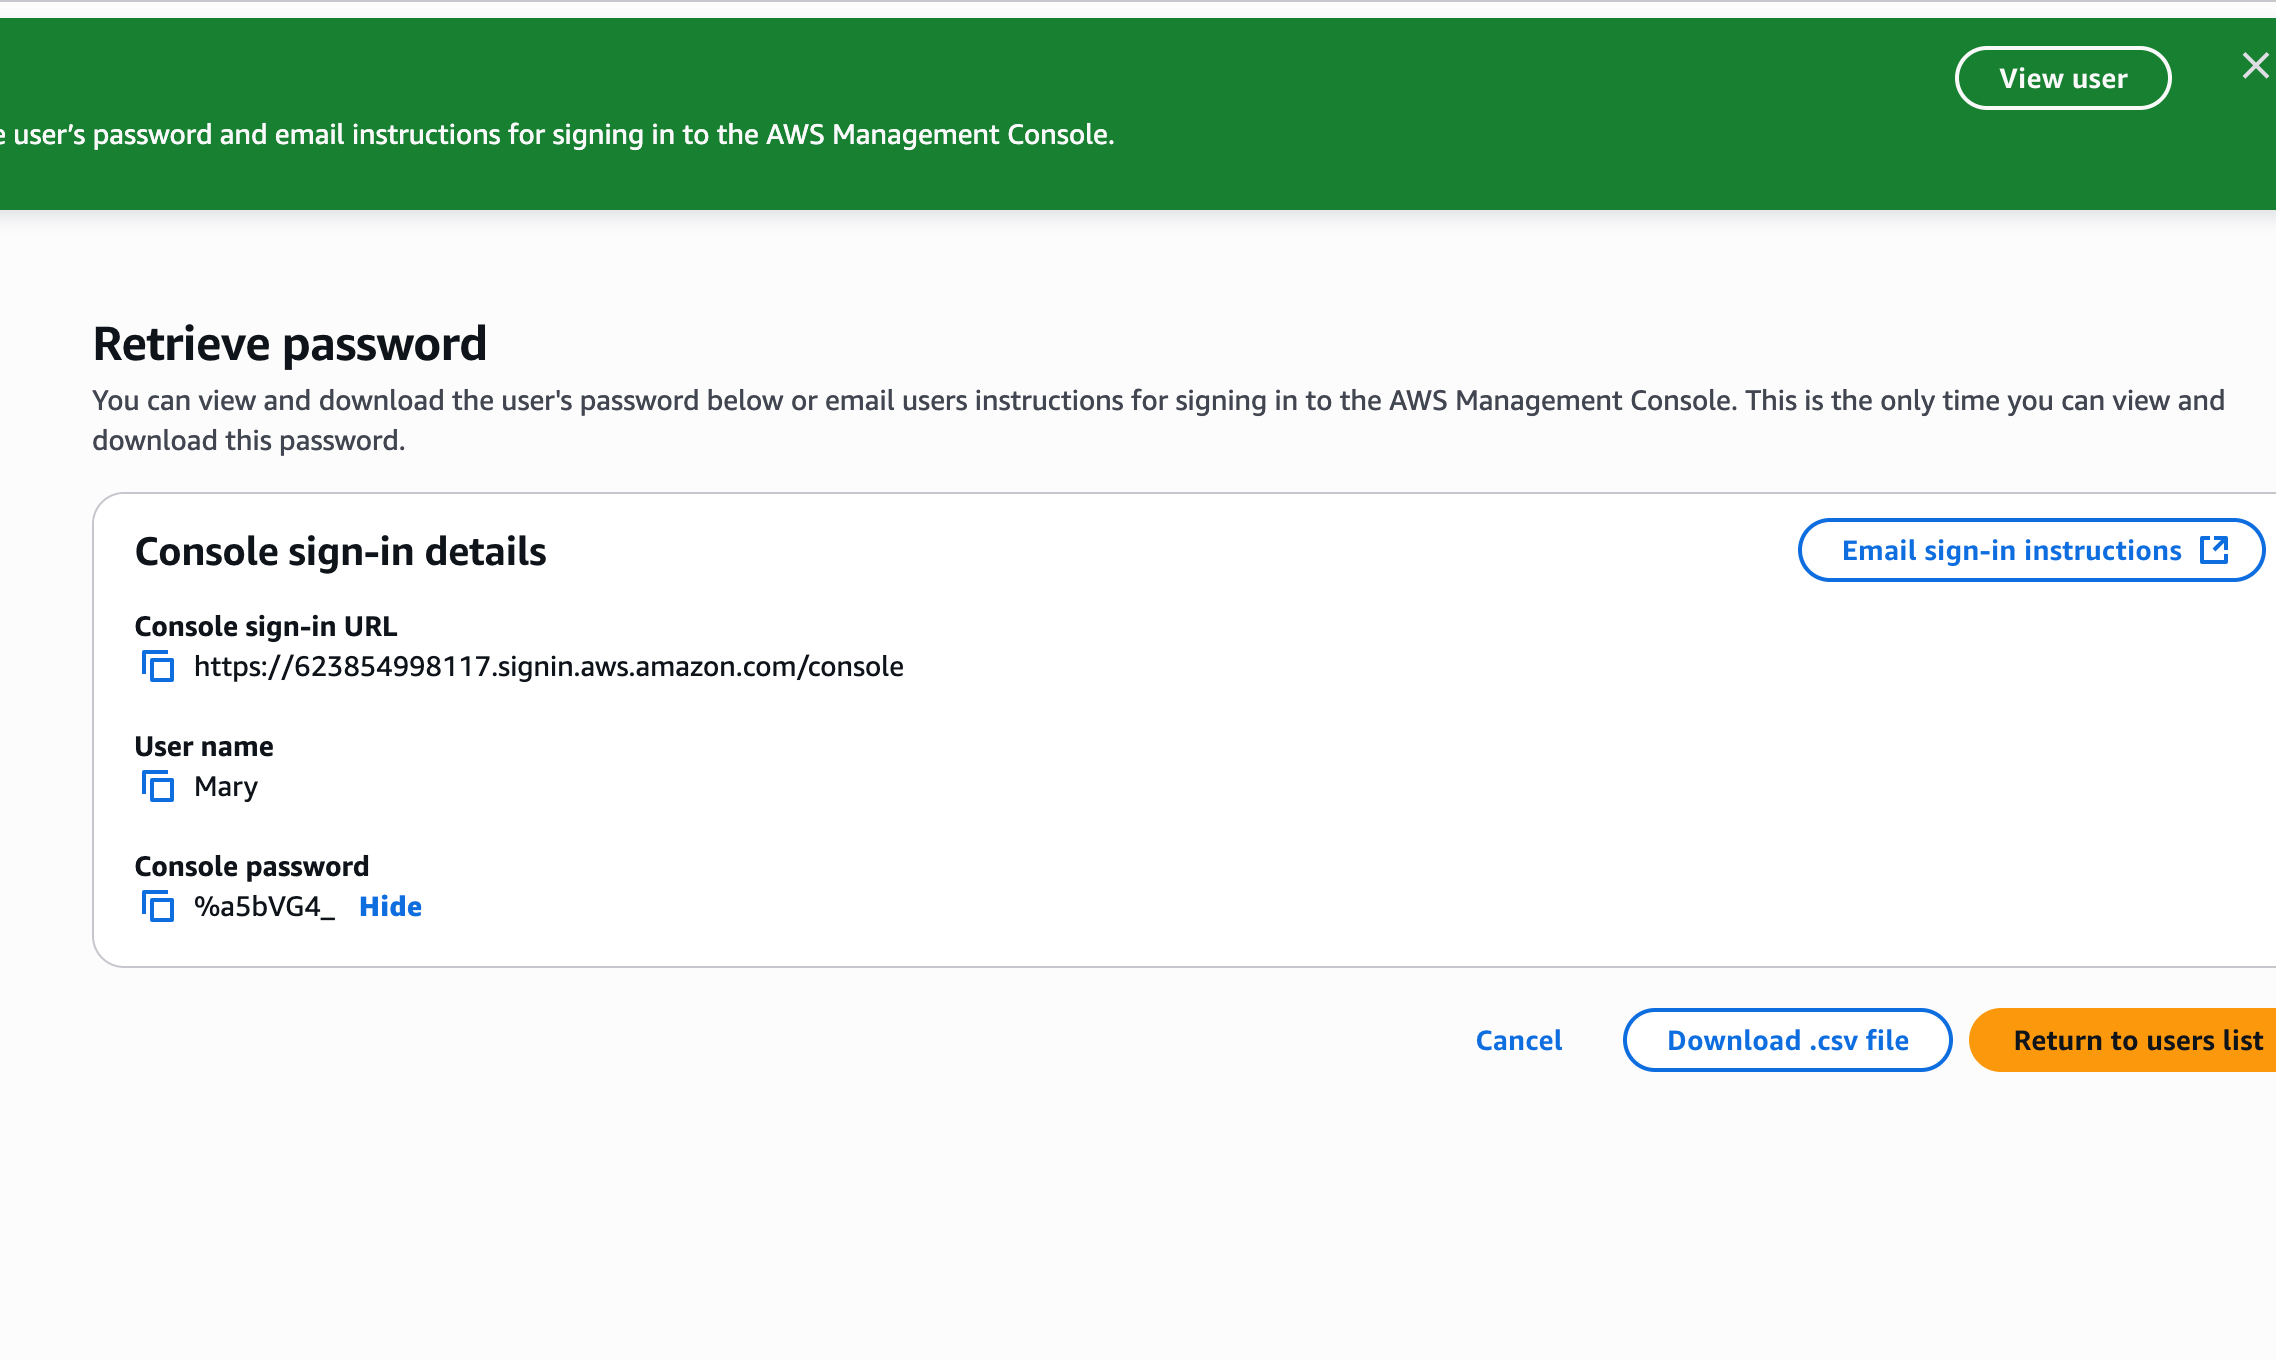 View user
user's password and email instructions for signing in to the AWS Management Console.
Retrieve password
You can view and download the user's password below or email users instructions for signing in to the AWS Management Console. This is the only time you can view and
download this password.
Console sign-in details
Email sign-in instructions
Console sign-in URL
https://623854998117.signin.aws.amazon.com/console
User name
Mary
Console password
%a5bVG4_ Hide
Cancel
Download .csv file
Return to users list